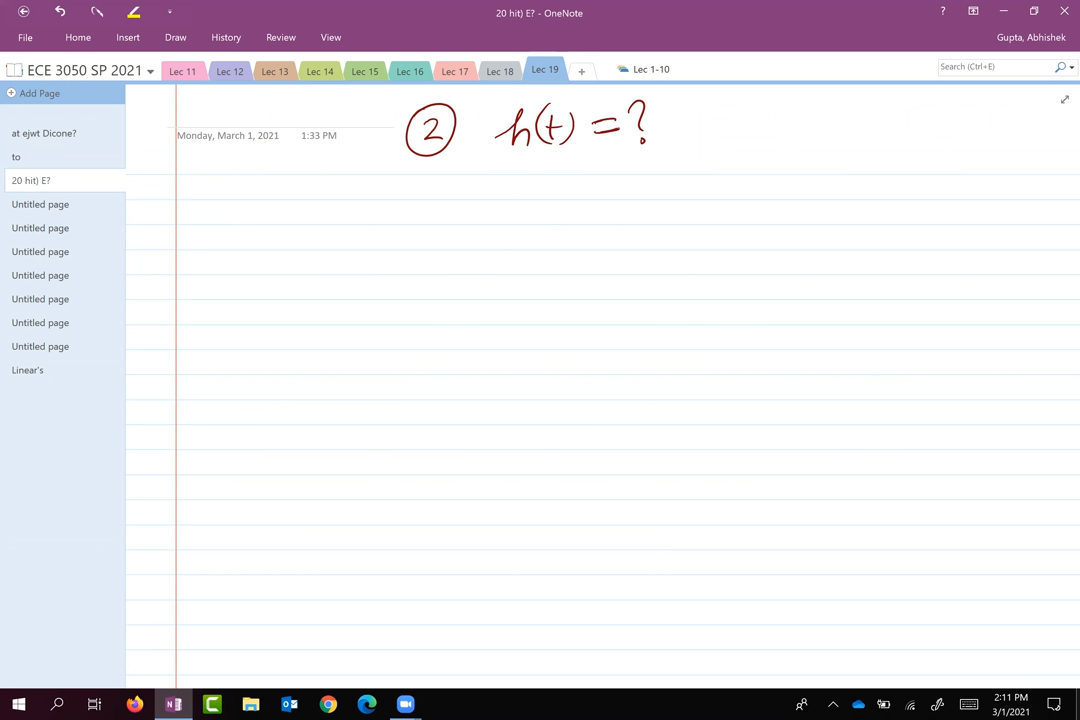 20 hit) E? - OneNote
?
File
Home
Insert
Draw
History
Review
View
Gupta, Abhishek
ECE 3050 SP 2021
Lec 11
Lec 12
Lec 13
Lec 14
Lec 15
Lec 16
Lec 17
Lec 18
Lec 19
+
Lec 1-10
Search (Ctrl+E)
Add Page
at ejwt Dicone?
to
20 hit) E?
Untitled page
Untitled page
Untitled page
Untitled page
Untitled page
Untitled page
Untitled page
Linear's
② h(t) = ?
Monday, March 1, 2021 1:33 PM
2:11 PM
3/1/2021